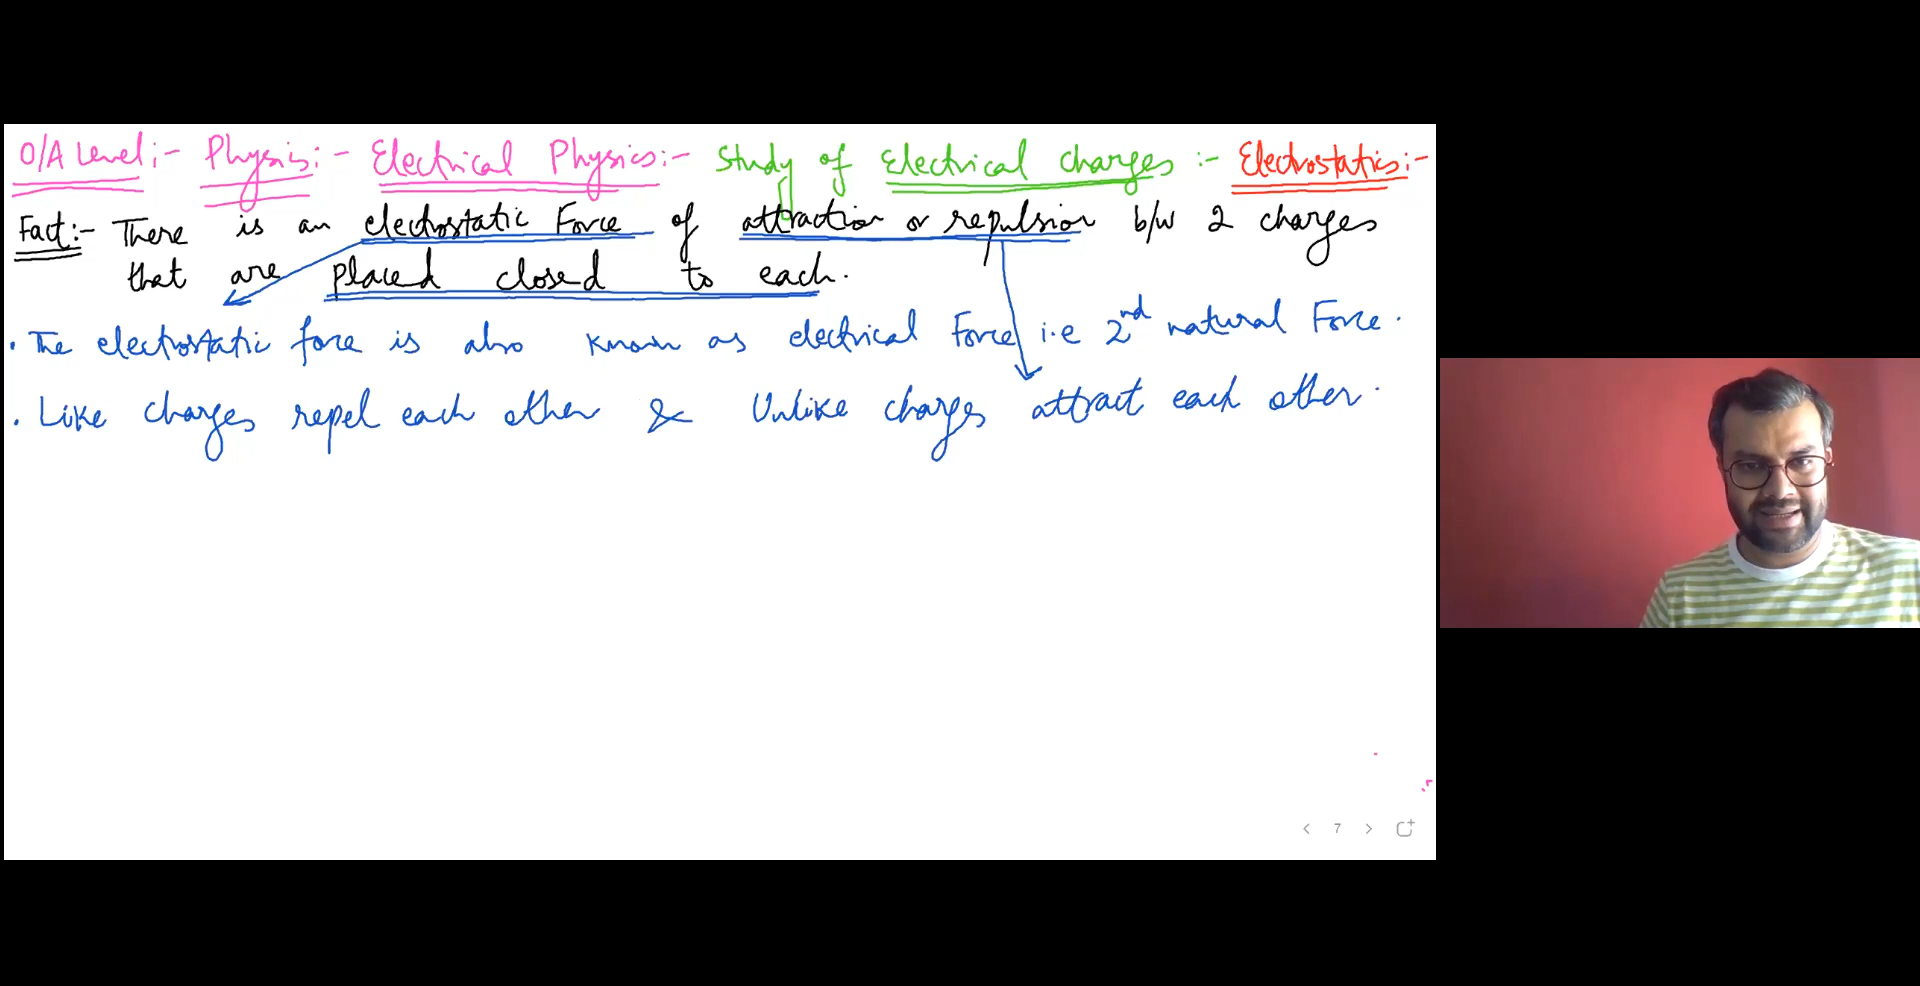 O/A Level:- Physics:- Electrical Physics:- Study of Electrical charges:- Electrostatics:-
Fact:- There is an electrostatic Force of attraction or repulsion b/w 2 charges
that are placed closed to each.
• The electrostatic force is also known as electrical Force i.e 2nd natural Force.
• Like charges repel each other & Unlike charges attract each other.
< 7 >